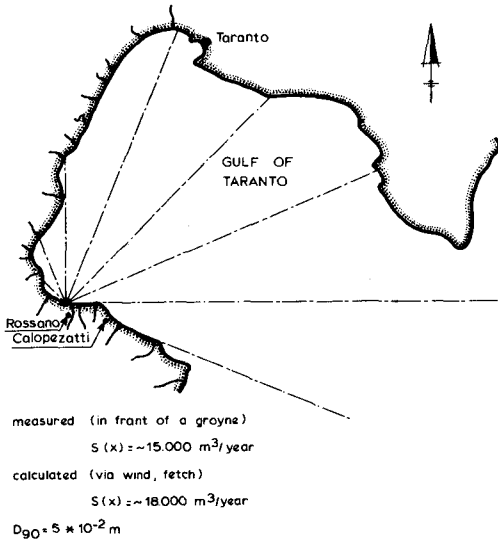 Taranto
GULF OF
TARANTO
Rossano
Calopezatti
measured (in frant of a groyne)
S(x) = ~15.000 m³/year
calculated (via wind, fetch)
S(x) = ~18.000 m³/year
D90 = 5 * 10⁻² m